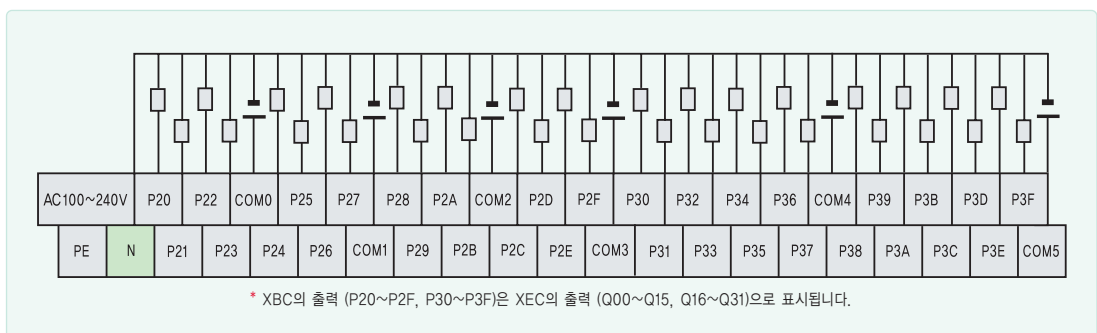 AC100~240V P20 P22 COM0 P25 P27 P28 P2A COM2 P2D P2F P30 P32 P34 P36 COM4 P39 P3B P3D P3F
PE N P21 P23 P24 P26 COM1 P29 P2B P2C P2E COM3 P31 P33 P35 P37 P38 P3A P3C P3E COM5
* XBC의 출력 (P20~P2F, P30~P3F)은 XEC의 출력 (Q00~Q15, Q16~Q31)으로 표시됩니다.